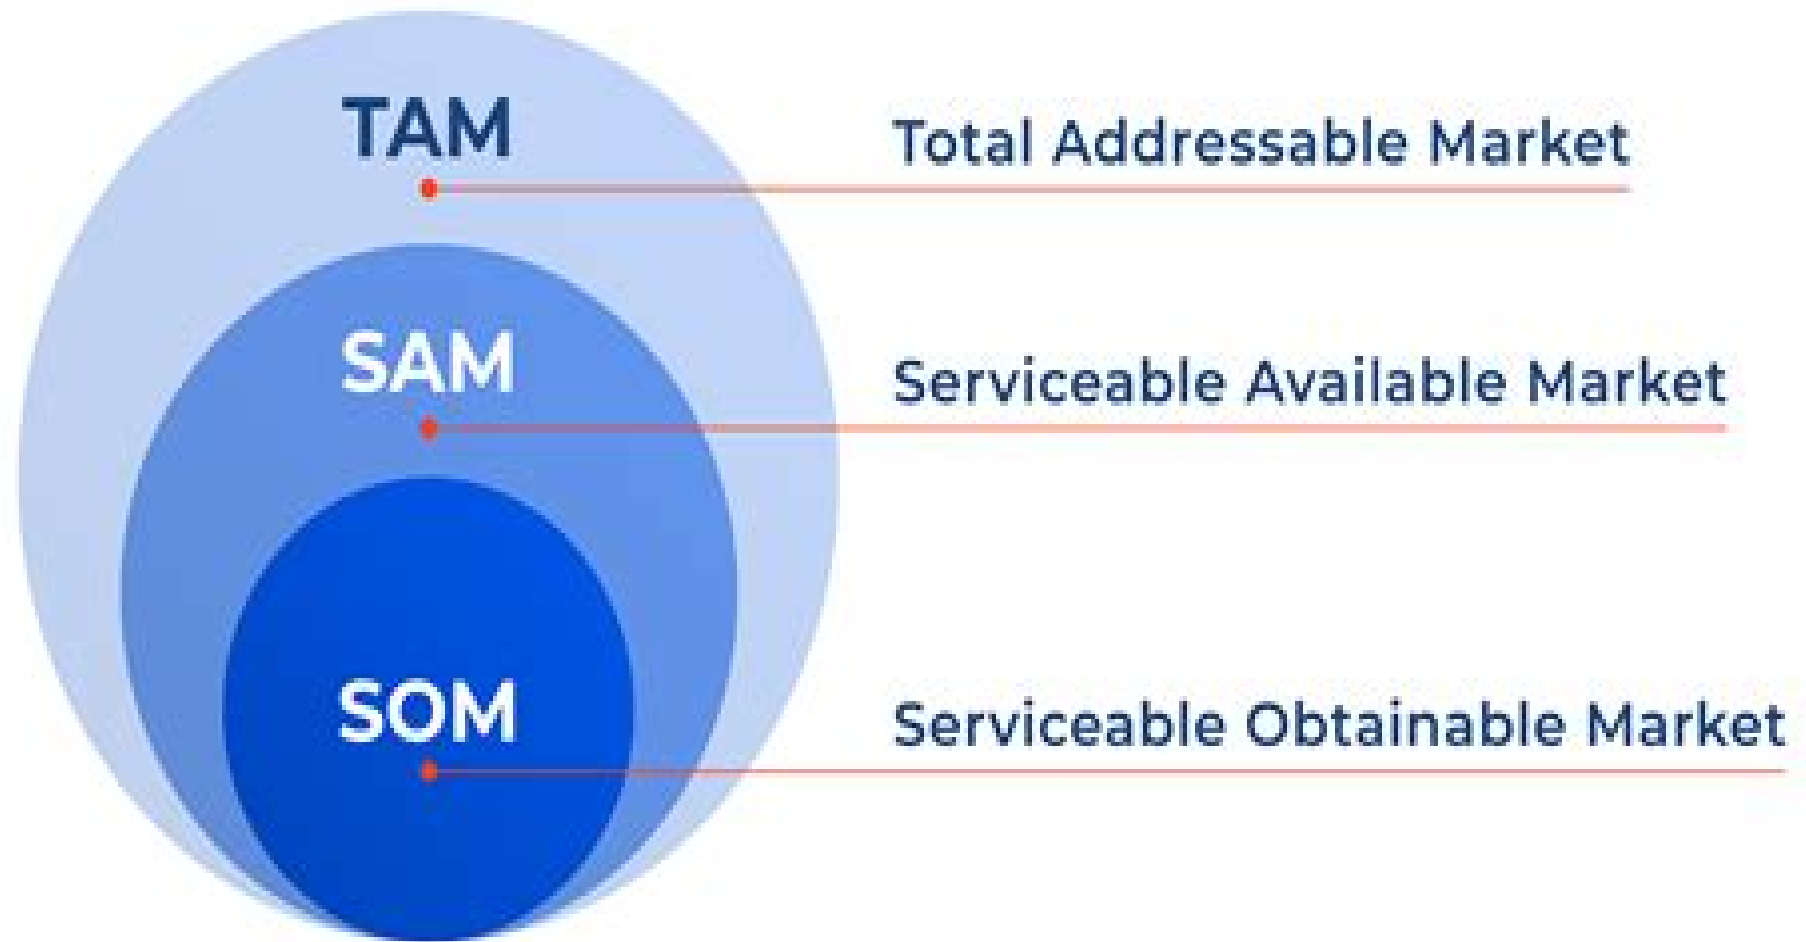 TAM
Total Addressable Market
SAM
Serviceable Available Market
SOM
Serviceable Obtainable Market